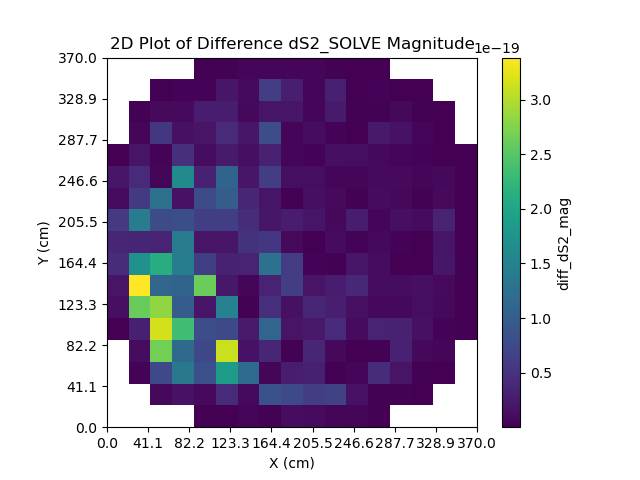 2D Plot of Difference dS2_SOLVE Magnitude
1e−19
370.0
328.9
287.7
246.6
205.5
164.4
123.3
82.2
41.1
0.0
Y (cm)
0.0 41.1 82.2 123.3 164.4 205.5 246.6 287.7 328.9 370.0
X (cm)
3.0
2.5
2.0
1.5
1.0
0.5
diff_dS2_mag